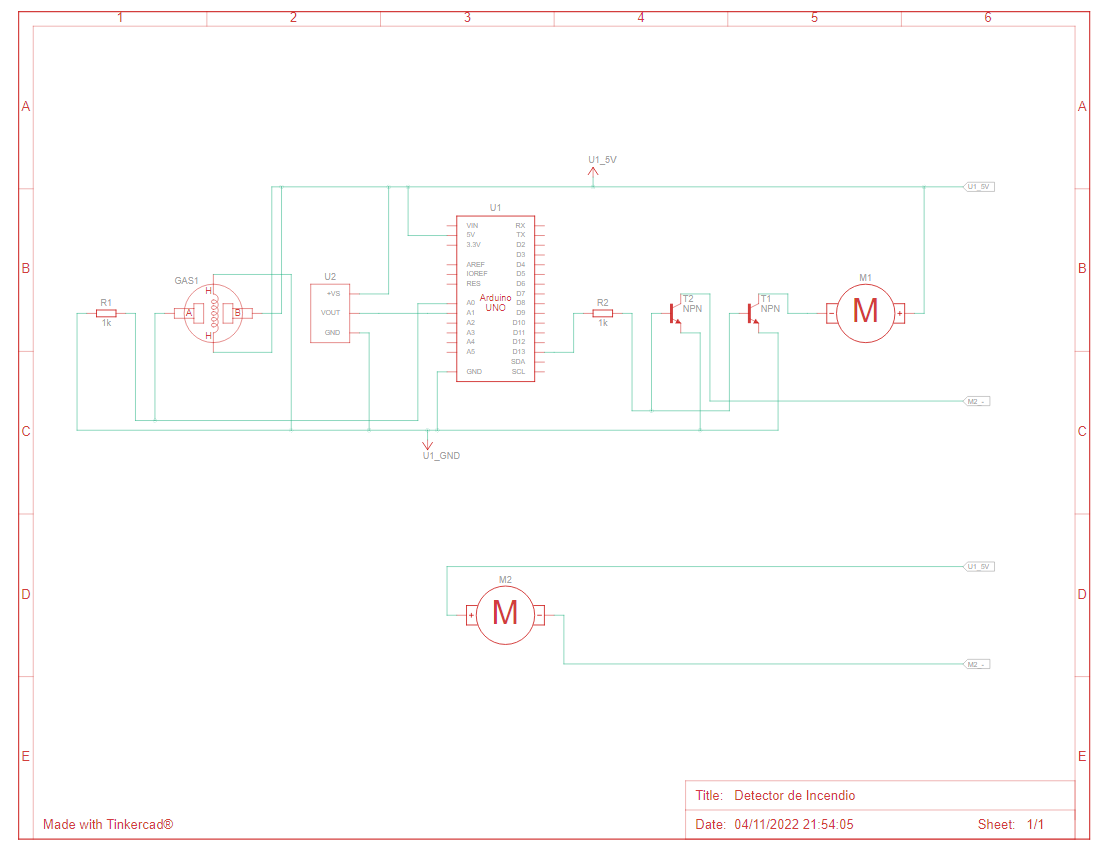 1 2 3 4 5 6
A A
U1_5V
U1_5V
U1
VIN RX
5V TX
3.3V D2
D3
AREF D4
IOREF D5
RES D6
D7
A0 D8
A1 D9
A2 D10
A3 D11
A4 D12
A5 D13
SDA
GND SCL
Arduino
UNO
B B
GAS1
H
A B
H
U2
+VS
VOUT
GND
R1
1k
R2
1k
T2
NPN
T1
NPN
M1
- M +
M2_-
C C
U1_GND
U1_5V
M2
+ M -
D D
M2_-
E E
Title: Detector de Incendio
Made with Tinkercad®
Date: 04/11/2022 21:54:05 Sheet: 1/1